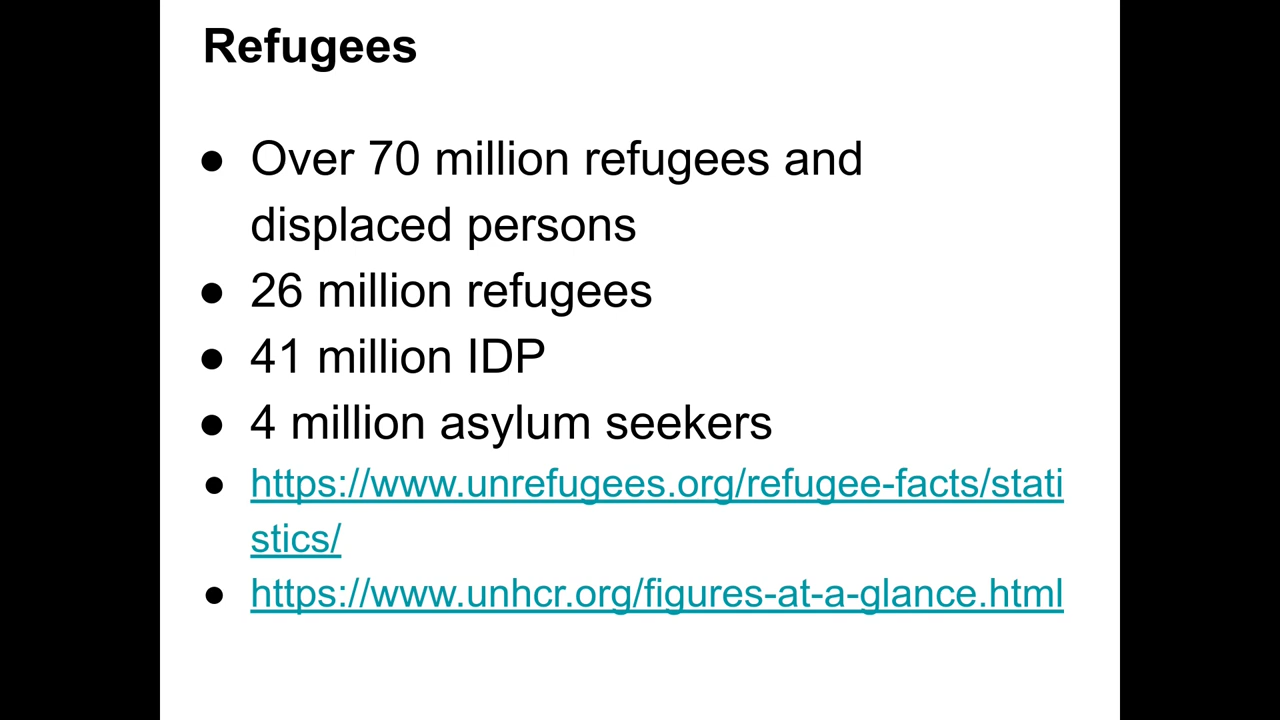 Refugees
● Over 70 million refugees and
displaced persons
● 26 million refugees
● 41 million IDP
● 4 million asylum seekers
● https://www.unrefugees.org/refugee-facts/stati
stics/
● https://www.unhcr.org/figures-at-a-glance.html